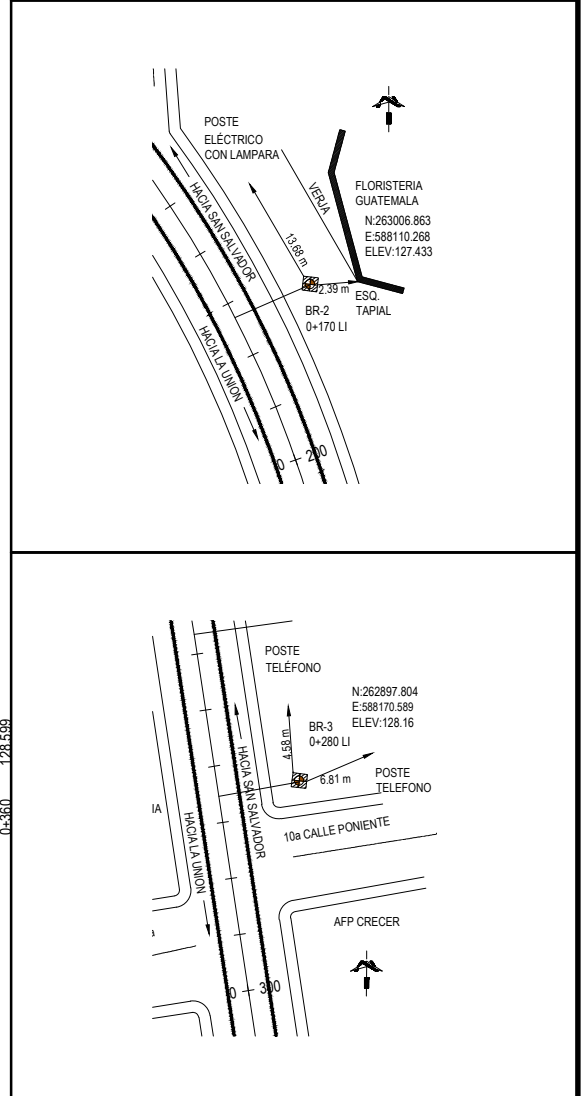 POSTE
ELÉCTRICO
CON LAMPARA
VERJA
FLORISTERIA
GUATEMALA
N:263006.863
E:588110.268
ELEV:127.433
HACIA SAN SALVADOR
13.68 m
2.39 m
ESQ.
TAPIAL
BR-2
0+170 LI
HACIA LA UNION
0+200
POSTE
TELÉFONO
N:262897.804
E:588170.589
ELEV:128.16
BR-3
0+280 LI
4.58 m
6.81 m
POSTE
TELEFONO
HACIA SAN SALVADOR
HACIA LA UNION
IA
10a CALLE PONIENTE
AFP CRECER
0+300
0+360 128.599